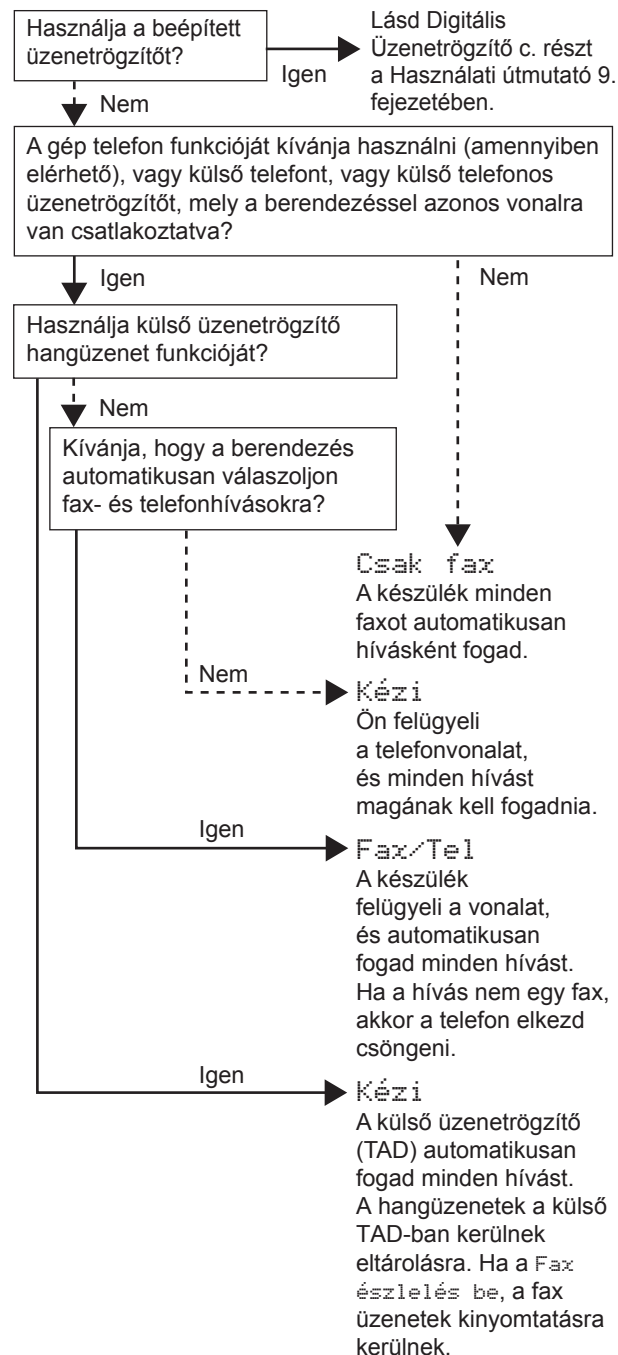 Használja a beépített
üzenetrögzítőt?
Igen
Lásd Digitális
Üzenetrögzítő c. részt
a Használati útmutató 9.
fejezetében.
Nem
A gép telefon funkcióját kívánja használni (amennyiben
elérhető), vagy külső telefont, vagy külső telefonos
üzenetrögzítőt, mely a berendezéssel azonos vonalra
van csatlakoztatva?
Igen
Nem
Használja külső üzenetrögzítő
hangüzenet funkcióját?
Nem
Kívánja, hogy a berendezés
automatikusan válaszoljon
fax- és telefonhívásokra?
Csak fax
A készülék minden
faxot automatikusan
hívásként fogad.
Nem
Kézi
Ön felügyeli
a telefonvonalat,
és minden hívást
magának kell fogadnia.
Igen
Fax/Tel
A készülék
felügyeli a vonalat,
és automatikusan
fogad minden hívást.
Ha a hívás nem egy fax,
akkor a telefon elkezd
csöngeni.
Igen
Kézi
A külső üzenetrögzítő
(TAD) automatikusan
fogad minden hívást.
A hangüzenetek a külső
TAD-ban kerülnek
eltárolásra. Ha a Fax
észlelés be, a fax
üzenetek kinyomtatásra
kerülnek.